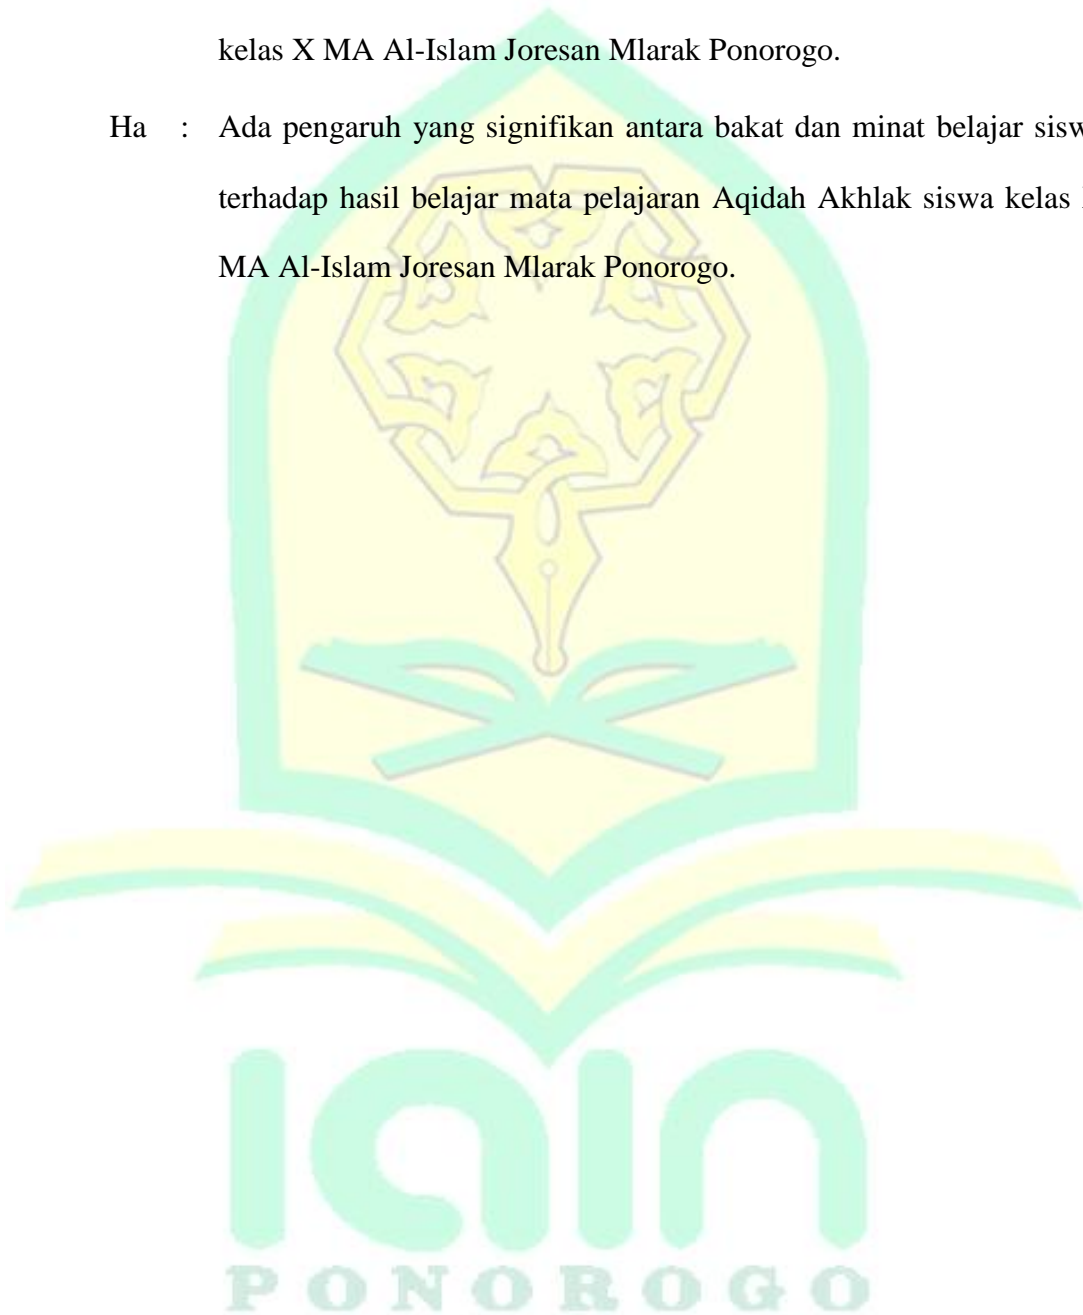 kelas X MA Al-Islam Joresan Mlarak Ponorogo.
Ha : Ada pengaruh yang signifikan antara bakat dan minat belajar
terhadap hasil belajar mata pelajaran Aqidah Akhlak siswa kelas
MA Al-Islam Joresan Mlarak Ponorogo.
iain
PONOROGO